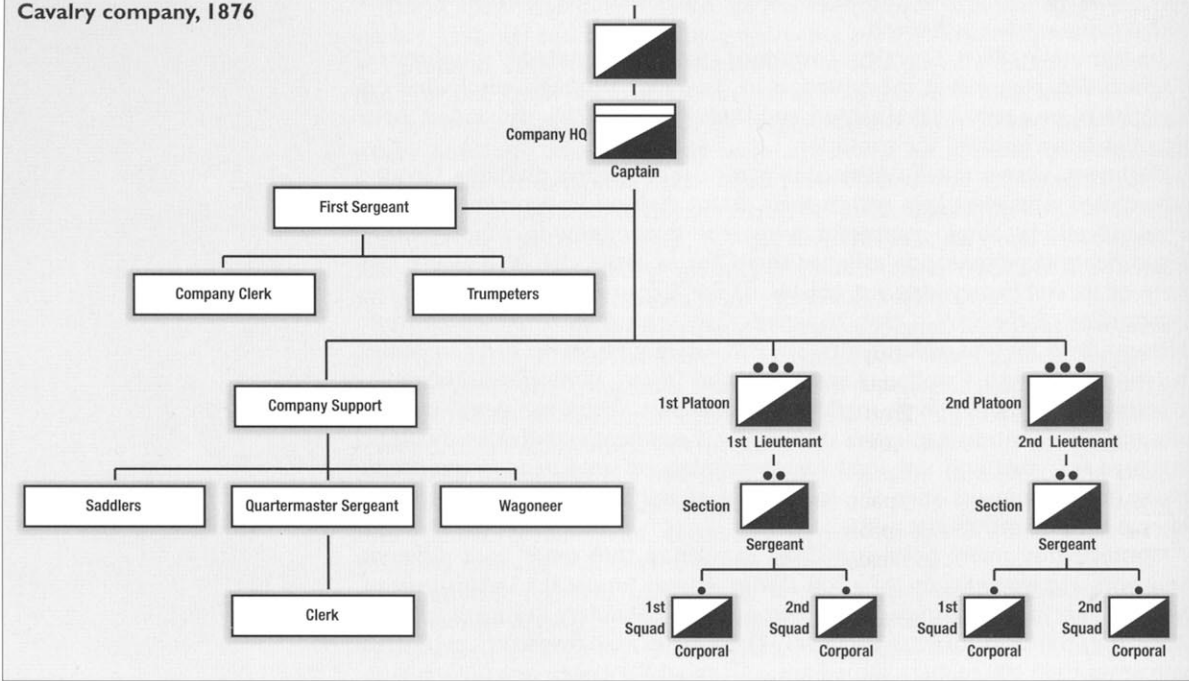 Cavalry company, 1876
Company HQ
Captain
First Sergeant
Company Clerk
Trumpeters
Company Support
1st Platoon
1st Lieutenant
2nd Platoon
2nd Lieutenant
Saddlers
Quartermaster Sergeant
Wagoneer
Section
Sergeant
Section
Sergeant
Clerk
1st
Squad
Corporal
2nd
Squad
Corporal
1st
Squad
Corporal
2nd
Squad
Corporal